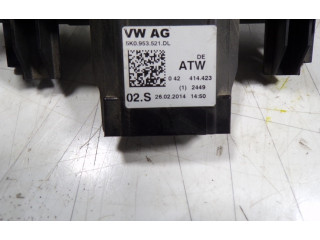 VW AG
5K0.953.521.DL
DE
ATW
0 42 414.423
(1) 2449
02.S 26.02.2014 14:50